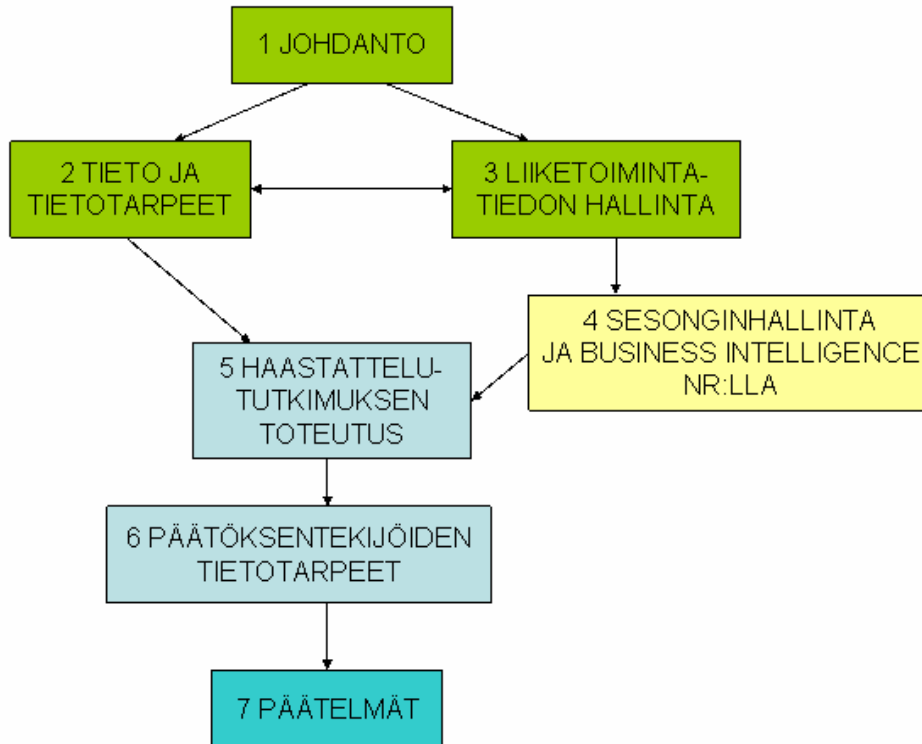 1 JOHDANTO
2 TIETO JA
TIETOTARPEET
3 LIIKETOIMINTA-
TIEDON HALLINTA
4 SESONGINHALLINTA
JA BUSINESS INTELLIGENCE
NR:LLA
5 HAASTATTELU-
TUTKIMUKSEN
TOTEUTUS
6 PÄÄTÖKSENTEKIJÖIDEN
TIETOTARPEET
7 PÄÄTELMÄT